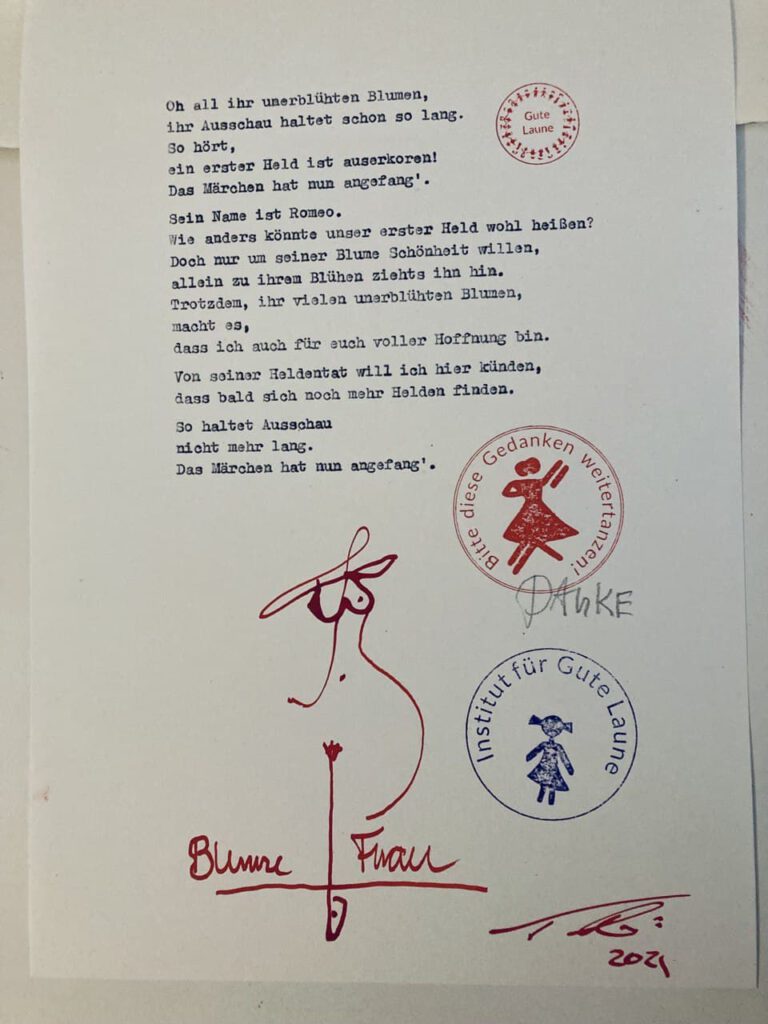 Oh all ihr unerblühten Blumen,
ihr Ausschau haltet schon so lang.
So hört,
ein erster Held ist auserkoren!
Das Märchen hat nun angefang'.
Gute
Laune
Sein Name ist Romeo.
Wie anders könnte unser erster Held wohl heißen?
Doch nur um seiner Blume Schönheit willen,
allein zu ihrem Blühen ziehts ihn hin.
Trotzdem, ihr vielen unerblühten Blumen,
macht es,
dass ich auch für euch voller Hoffnung bin.
Von seiner Heldentat will ich hier künden,
dass bald sich noch mehr Helden finden.
So haltet Ausschau
nicht mehr lang.
Das Märchen hat nun angefang'.
Bitte diese Gedanken weitertanzen!
DANKE
Institut für Gute Laune
Blume Frau
2021